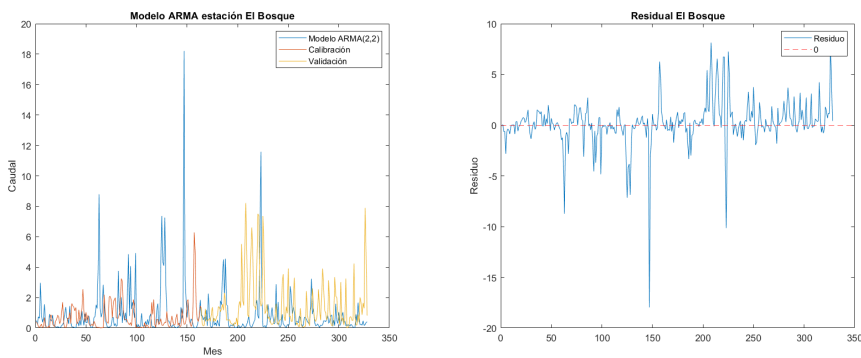 Modelo ARMA estación El Bosque
20
18
16
14
12
10
8
6
4
2
0
Caudal
0 50 100 150 200 250 300 350
Mes
Modelo ARMA(2,2)
Calibración
Validación
Residual El Bosque
10
5
0
-5
-10
-15
-20
Residuo
0 50 100 150 200 250 300 350
Residuo
0